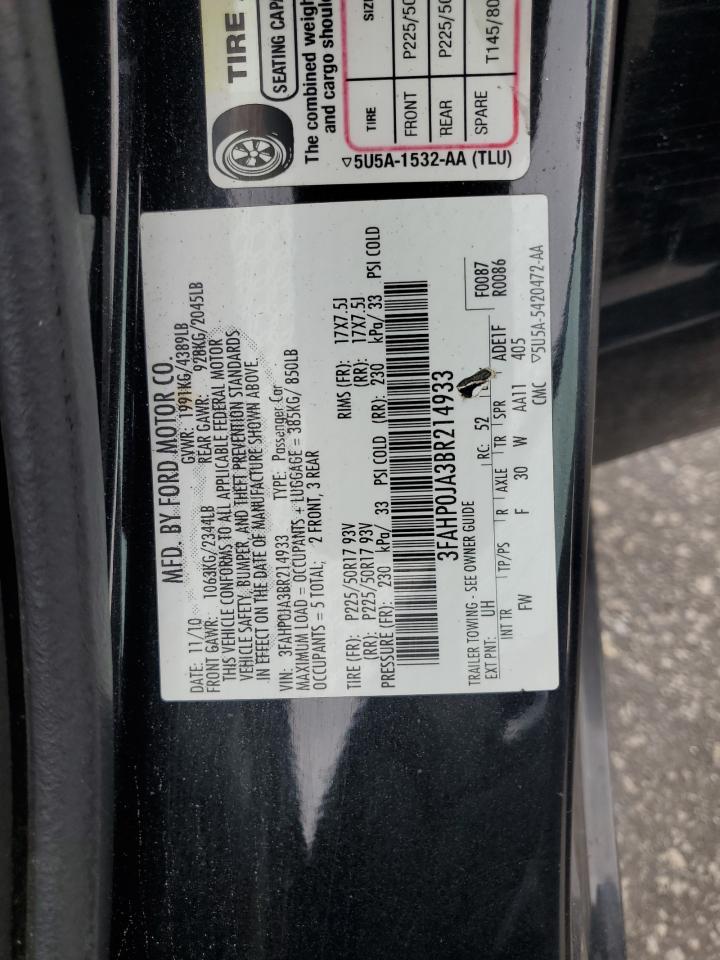 TIRE
SEATING CAP
The combined weigh
and cargo shoul
TIRE SIZ
FRONT P225/50
REAR P225/5
SPARE T145/80
▽5U5A-1532-AA (TLU)
MFD. BY FORD MOTOR CO.
DATE: 11/10 GVWR: 1991KG/4389LB
FRONT GAWR: 1063KG/2344LB REAR GAWR: 928KG/2045LB
THIS VEHICLE CONFORMS TO ALL APPLICABLE FEDERAL MOTOR
VEHICLE SAFETY, BUMPER, AND THEFT PREVENTION STANDARDS
IN EFFECT ON THE DATE OF MANUFACTURE SHOWN ABOVE.
VIN: 3FAHP0JA3BR214933 TYPE: Passenger Car
MAXIMUM LOAD = OCCUPANTS + LUGGAGE = 385KG/ 850LB
OCCUPANTS = 5 TOTAL; 2 FRONT, 3 REAR
TIRE (FR): P225/50R17 93V RIMS (FR): 17X7.5J
(RR): P225/50R17 93V (RR): 17X7.5J
PRESSURE (FR): 230 kPa/ 33 PSI COLD (RR): 230 kPa/ 33 PSI COLD
3FAHP0JA3BR214933
TRAILER TOWING - SEE OWNER GUIDE F0087
EXT PNT: UH RC: 52 R0086
INT TR TP/PS R AXLE TR SPR ADEIF
FW F 30 W AA11 405
CMC ▽5U5A-5420472-AA